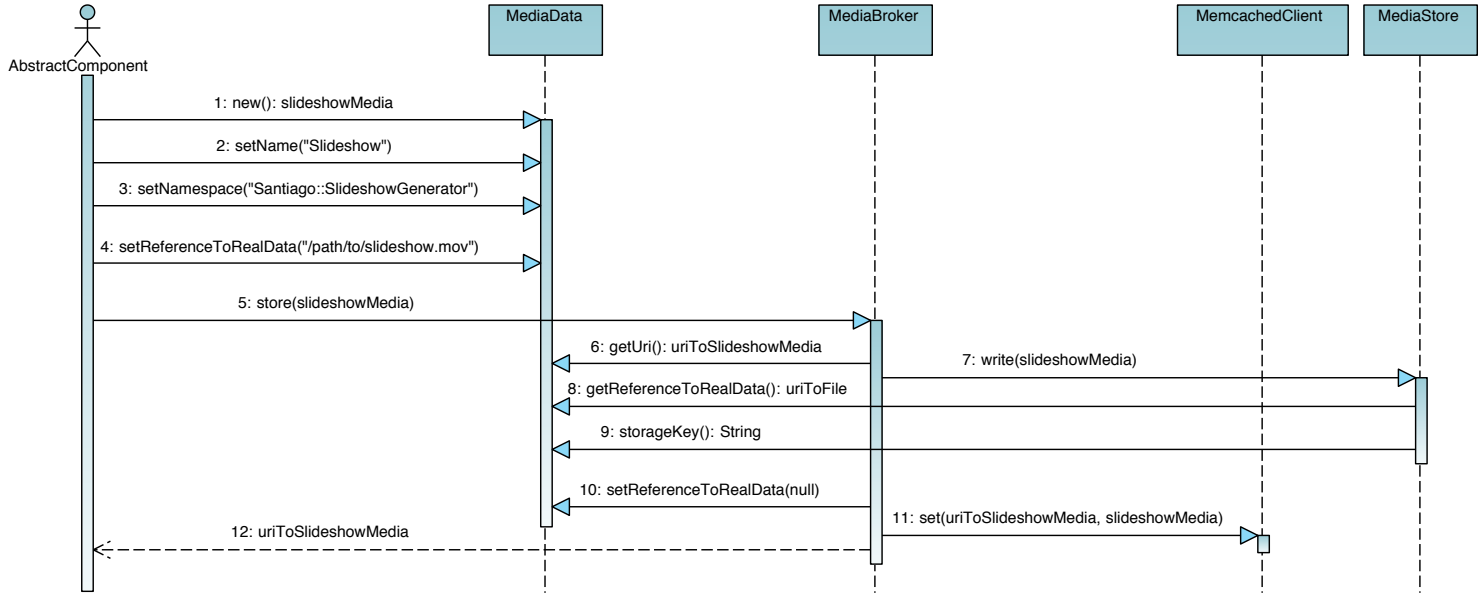 MediaData
MediaBroker
MemcachedClient
MediaStore
AbstractComponent
1: new(): slideshowMedia
2: setName("Slideshow")
3: setNamespace("Santiago::SlideshowGenerator")
4: setReferenceToRealData("/path/to/slideshow.mov")
5: store(slideshowMedia)
6: getUri(): uriToSlideshowMedia
7: write(slideshowMedia)
8: getReferenceToRealData(): uriToFile
9: storageKey(): String
10: setReferenceToRealData(null)
11: set(uriToSlideshowMedia, slideshowMedia)
12: uriToSlideshowMedia